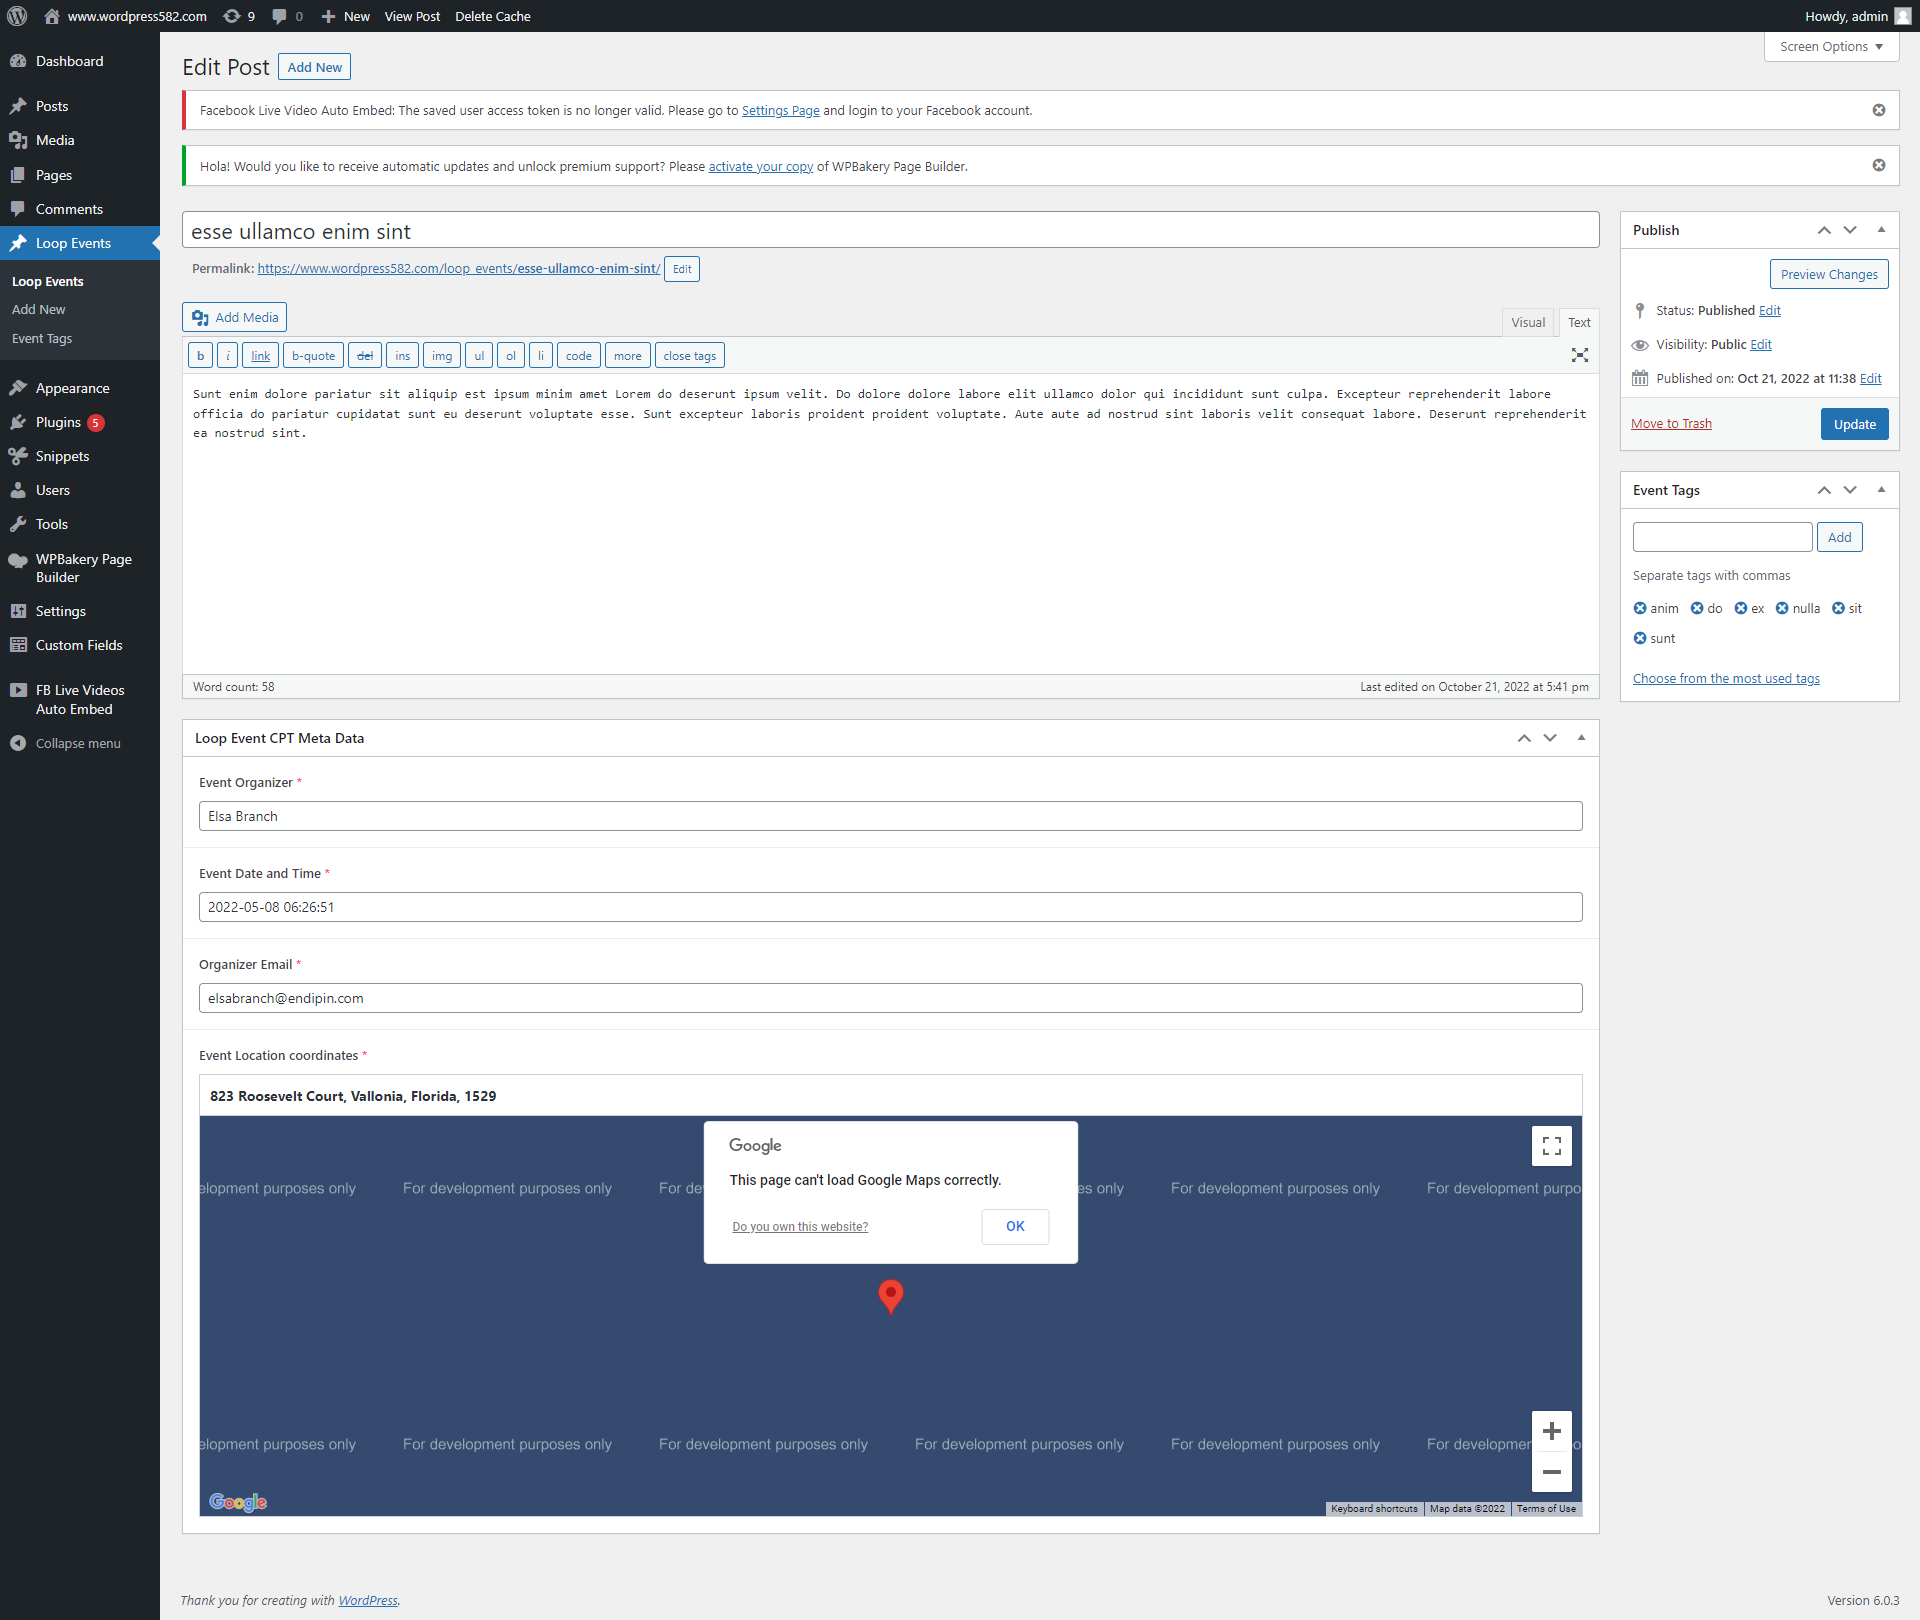 www.wordpress582.com 9 0 New View Post Delete Cache Howdy, admin
Screen Options
Dashboard
Posts
Media
Pages
Comments
Loop Events
Loop Events
Add New
Event Tags
Appearance
Plugins 5
Snippets
Users
Tools
WPBakery Page
Builder
Settings
Custom Fields
FB Live Videos
Auto Embed
Collapse menu
Edit Post Add New
Facebook Live Video Auto Embed: The saved user access token is no longer valid. Please go to Settings Page and login to your Facebook account.
Hola! Would you like to receive automatic updates and unlock premium support? Please activate your copy of WPBakery Page Builder.
esse ullamco enim sint
Permalink: https://www.wordpress582.com/loop_events/esse-ullamco-enim-sint/ Edit
Add Media
Visual Text
b i link b-quote del ins img ul ol li code more close tags
Sunt enim dolore pariatur sit aliquip est ipsum minim amet Lorem do deserunt ipsum velit. Do dolore dolore labore elit ullamco dolor qui incididunt sunt culpa. Excepteur reprehenderit labore
officia do pariatur cupidatat sunt eu deserunt voluptate esse. Sunt excepteur laboris proident proident voluptate. Aute aute ad nostrud sint laboris velit consequat labore. Deserunt reprehenderit
ea nostrud sint.
Word count: 58 Last edited on October 21, 2022 at 5:41 pm
Loop Event CPT Meta Data
Event Organizer *
Elsa Branch
Event Date and Time *
2022-05-08 06:26:51
Organizer Email *
elsabranch@endipin.com
Event Location coordinates *
823 Roosevelt Court, Vallonia, Florida, 1529
Google
This page can't load Google Maps correctly.
Do you own this website? OK
elopment purposes only For development purposes only For de es only For development purposes only For development purpo
elopment purposes only For development purposes only For development purposes only For development purposes only For development purposes only For developme o
Google
Keyboard shortcuts Map data ©2022 Terms of Use
Publish
Preview Changes
Status: Published Edit
Visibility: Public Edit
Published on: Oct 21, 2022 at 11:38 Edit
Move to Trash Update
Event Tags
Add
Separate tags with commas
anim do ex nulla sit
sunt
Choose from the most used tags
Thank you for creating with WordPress. Version 6.0.3